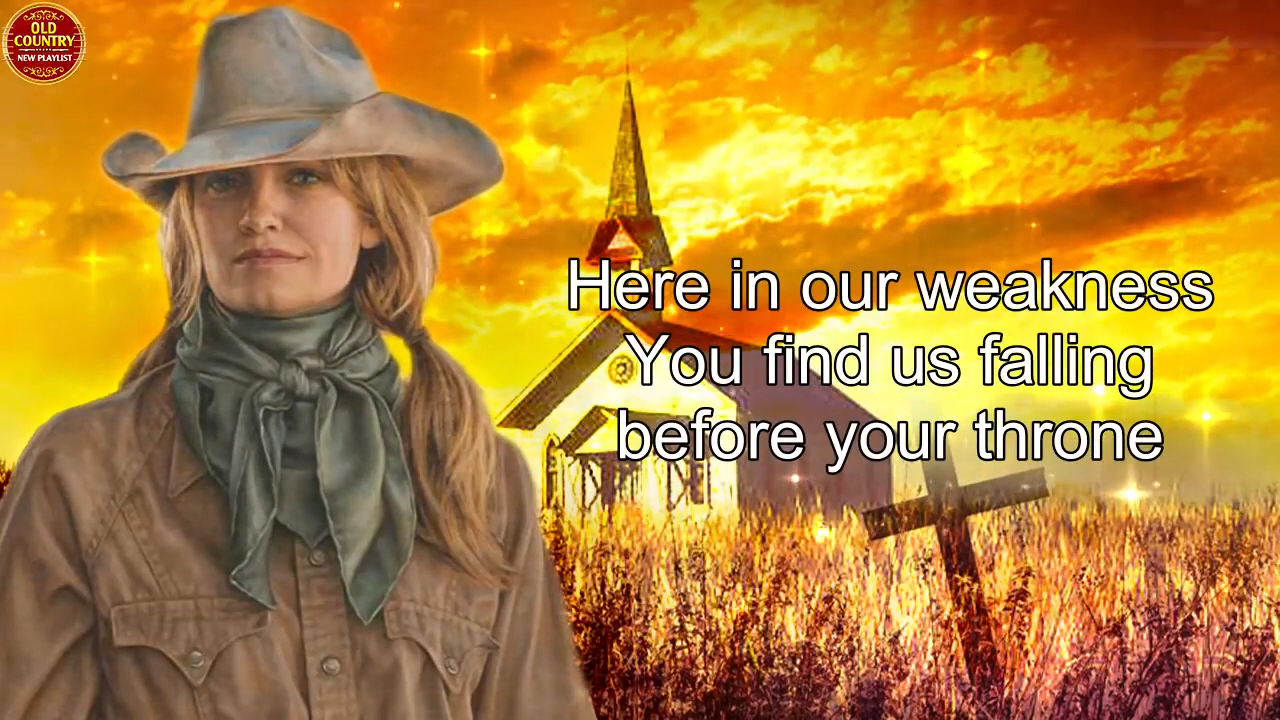 OLD
COUNTRY
NEW PLAYLIST
Here in our weakness
You find us falling
before your throne